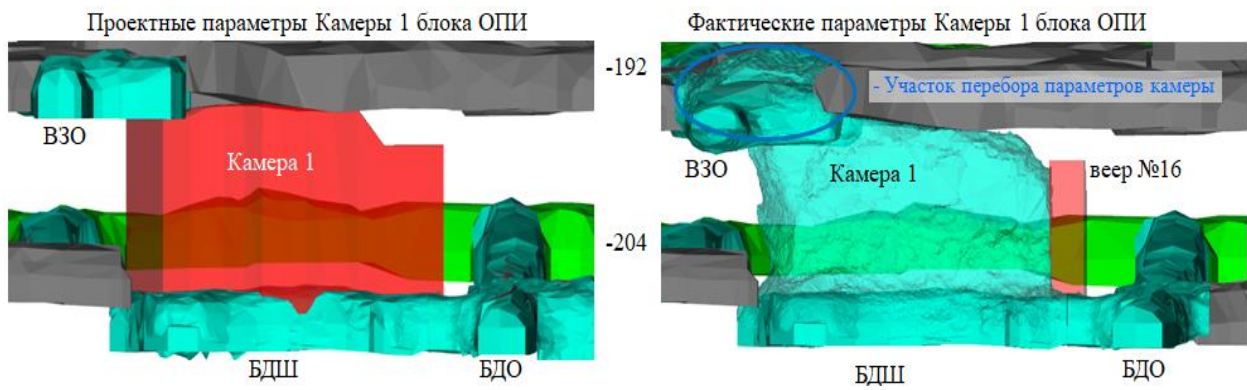 Проектные параметры Камеры 1 блока ОПИ
Фактические параметры Камеры 1 блока ОПИ
-192
- Участок перебора параметров камеры
ВЗО
Камера 1
ВЗО
Камера 1
веер №16
-204
БДШ
БДО
БДШ
БДО